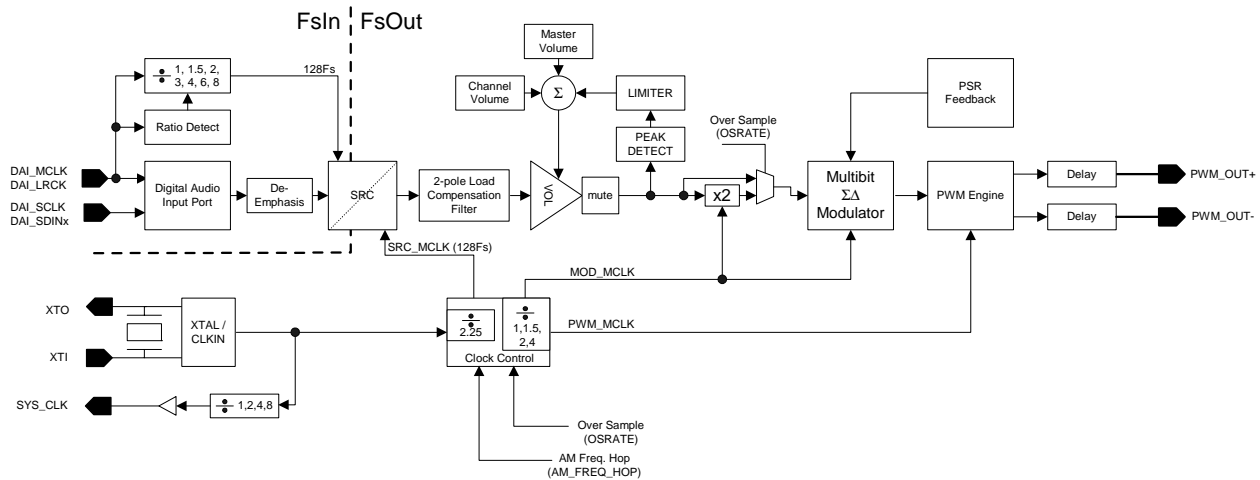 FsIn
FsOut
Master
Volume
÷ 1, 1.5, 2,
3, 4, 6, 8
128Fs
Channel
Volume
Σ
LIMITER
PSR
Feedback
Ratio Detect
Over Sample
(OSRATE)
PEAK
DETECT
DAI_MCLK
DAI_LRCK
DAI_SCLK
DAI_SDINx
Digital Audio
Input Port
De-
Emphasis
SRC
2-pole Load
Compensation
Filter
VOL
mute
x2
Multibit
ΣΔ
Modulator
PWM Engine
Delay
PWM_OUT+
Delay
PWM_OUT-
SRC_MCLK (128Fs)
MOD_MCLK
XTO
XTI
XTAL /
CLKIN
÷
2.25
÷
1,1.5,
2,4
Clock Control
PWM_MCLK
SYS_CLK
÷ 1,2,4,8
Over Sample
(OSRATE)
AM Freq. Hop
(AM_FREQ_HOP)